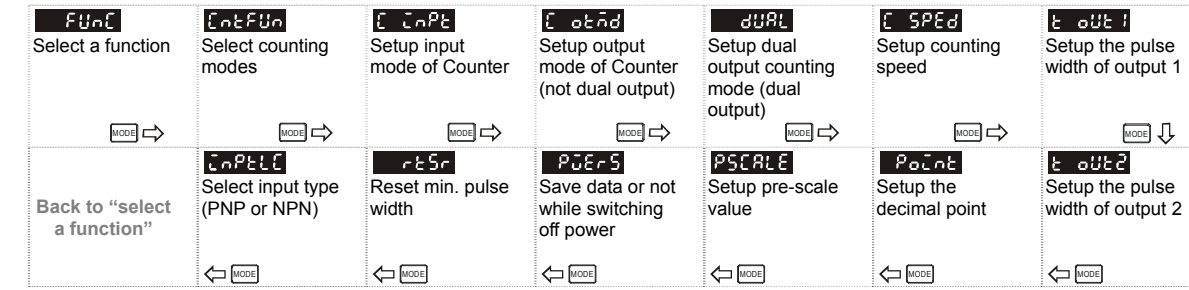 FUnC
Select a function
MODE
CntFUn
Select counting
modes
MODE
C inPt
Setup input
mode of Counter
MODE
C otmd
Setup output
mode of Counter
(not dual output)
MODE
dUAL
Setup dual
output counting
mode (dual
output)
MODE
C SPEd
Setup counting
speed
MODE
t oUt 1
Setup the pulse
width of output 1
MODE
Back to “select
a function”
inPtLC
Select input type
(PNP or NPN)
MODE
rtSr
Reset min. pulse
width
MODE
PwErS
Save data or not
while switching
off power
MODE
PSCALE
Setup pre-scale
value
MODE
Point
Setup the
decimal point
MODE
t oUt2
Setup the pulse
width of output 2
MODE